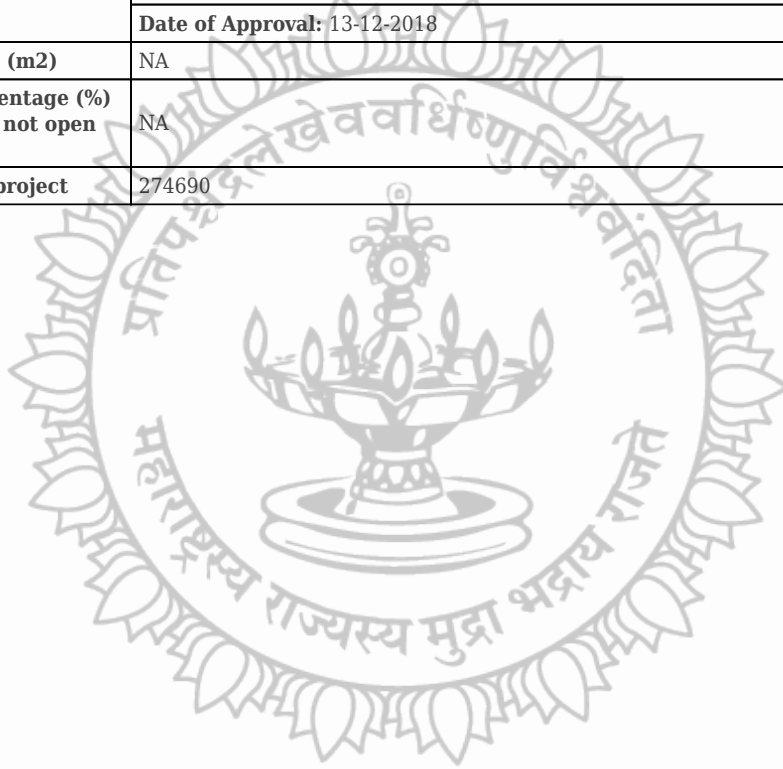 Date of Approval: 13-12-2018
(m2) NA
entage (%)
not open
NA
project 274690
प्रतिपच्चंद्रलेखेववर्धिष्णुर्विश्ववंदिता
महाराष्ट्रस्य राज्यस्य मुद्रा भद्राय राजते